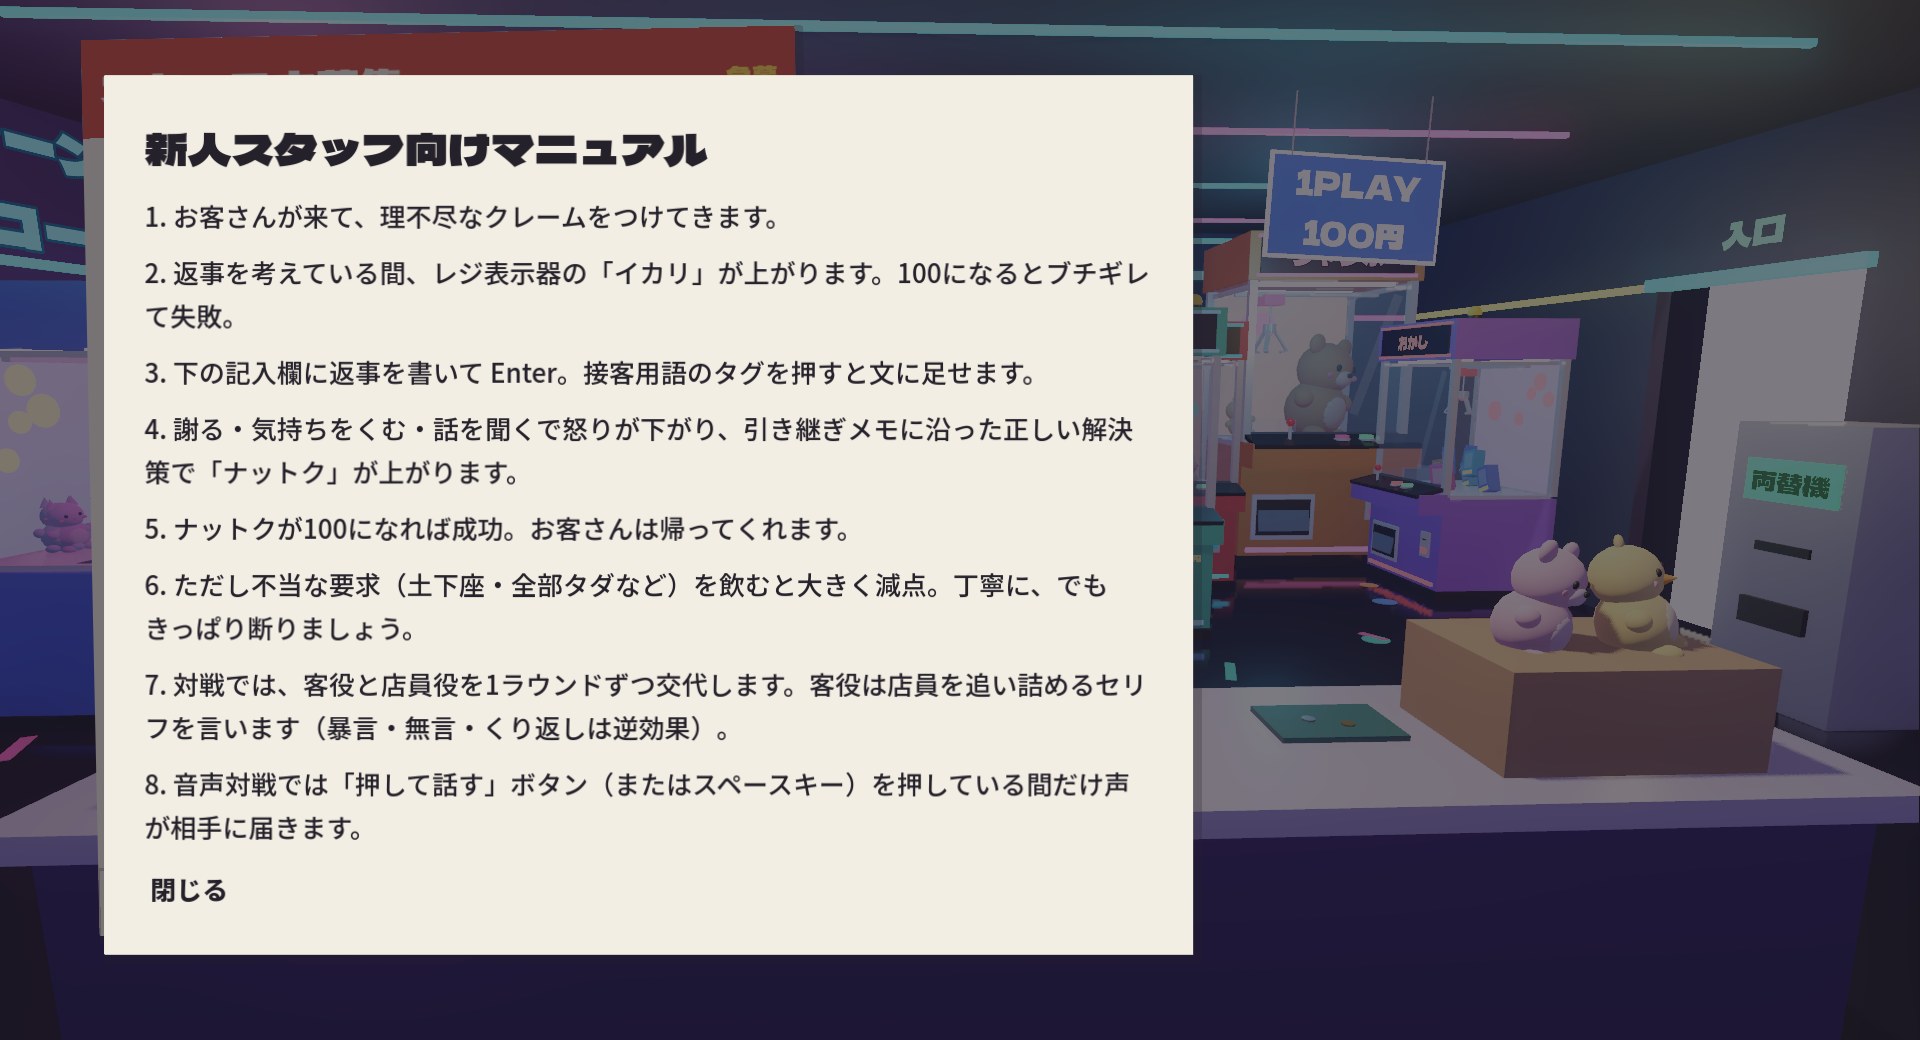 新人スタッフ向けマニュアル
1. お客さんが来て、理不尽なクレームをつけてきます。
2. 返事を考えている間、レジ表示器の「イカリ」が上がります。100になるとブチギレ
て失敗。
3. 下の記入欄に返事を書いて Enter。接客用語のタグを押すと文に足せます。
4. 謝る・気持ちをくむ・話を聞くで怒りが下がり、引き継ぎメモに沿った正しい解決
策で「ナットク」が上がります。
5. ナットクが100になれば成功。お客さんは帰ってくれます。
6. ただし不当な要求（土下座・全部タダなど）を飲むと大きく減点。丁寧に、でも
きっぱり断りましょう。
7. 対戦では、客役と店員役を1ラウンドずつ交代します。客役は店員を追い詰めるセリ
フを言います（暴言・無言・くり返しは逆効果）。
8. 音声対戦では「押して話す」ボタン（またはスペースキー）を押している間だけ声
が相手に届きます。
閉じる
1PLAY
100円
入口
おかし
両替機